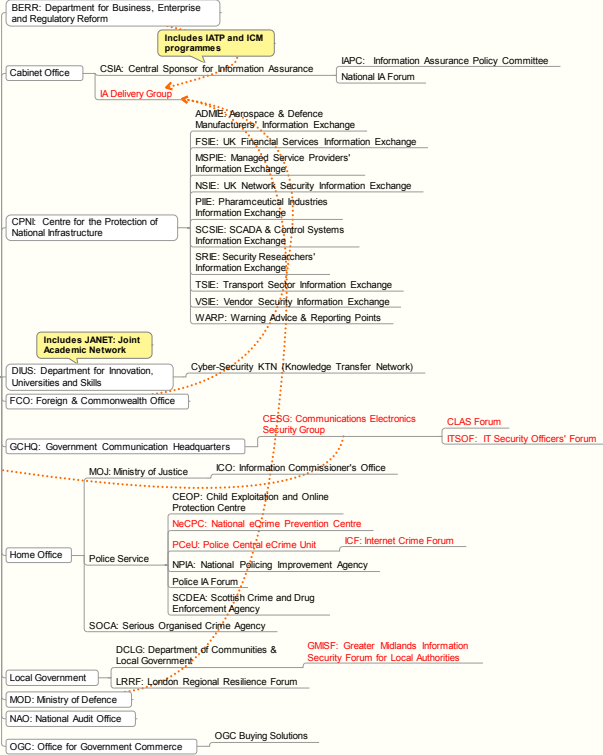 BERR: Department for Business, Enterprise
and Regulatory Reform
Includes IATP and ICM
programmes
Cabinet Office
CSIA: Central Sponsor for Information Assurance
IAPC: Information Assurance Policy Committee
National IA Forum
IA Delivery Group
CPNI: Centre for the Protection of
National Infrastructure
ADMIE: Aerospace & Defence
Manufacturers' Information Exchange
FSIE: UK Financial Services Information Exchange
MSPIE: Managed Service Providers'
Information Exchange
NSIE: UK Network Security Information Exchange
PIIE: Pharamceutical Industries
Information Exchange
SCSIE: SCADA & Control Systems
Information Exchange
SRIE: Security Researchers'
Information Exchange
TSIE: Transport Sector Information Exchange
VSIE: Vendor Security Information Exchange
WARP: Warning Advice & Reporting Points
Includes JANET: Joint
Academic Network
DIUS: Department for Innovation,
Universities and Skills
Cyber-Security KTN (Knowledge Transfer Network)
FCO: Foreign & Commonwealth Office
GCHQ: Government Communication Headquarters
CESG: Communications Electronics
Security Group
CLAS Forum
ITSOF: IT Security Officers' Forum
Home Office
MOJ: Ministry of Justice
ICO: Information Commissioner's Office
Police Service
CEOP: Child Exploitation and Online
Protection Centre
NeCPC: National eCrime Prevention Centre
PCeU: Police Central eCrime Unit
ICF: Internet Crime Forum
NPIA: National Policing Improvement Agency
Police IA Forum
SCDEA: Scottish Crime and Drug
Enforcement Agency
SOCA: Serious Organised Crime Agency
Local Government
DCLG: Department of Communities &
Local Government
GMISF: Greater Midlands Information
Security Forum for Local Authorities
LRRF: London Regional Resilience Forum
MOD: Ministry of Defence
NAO: National Audit Office
OGC: Office for Government Commerce
OGC Buying Solutions